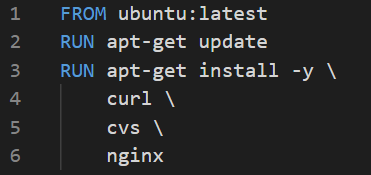 1 FROM ubuntu:latest
2 RUN apt-get update
3 RUN apt-get install -y \
4     curl \
5     cvs \
6     nginx